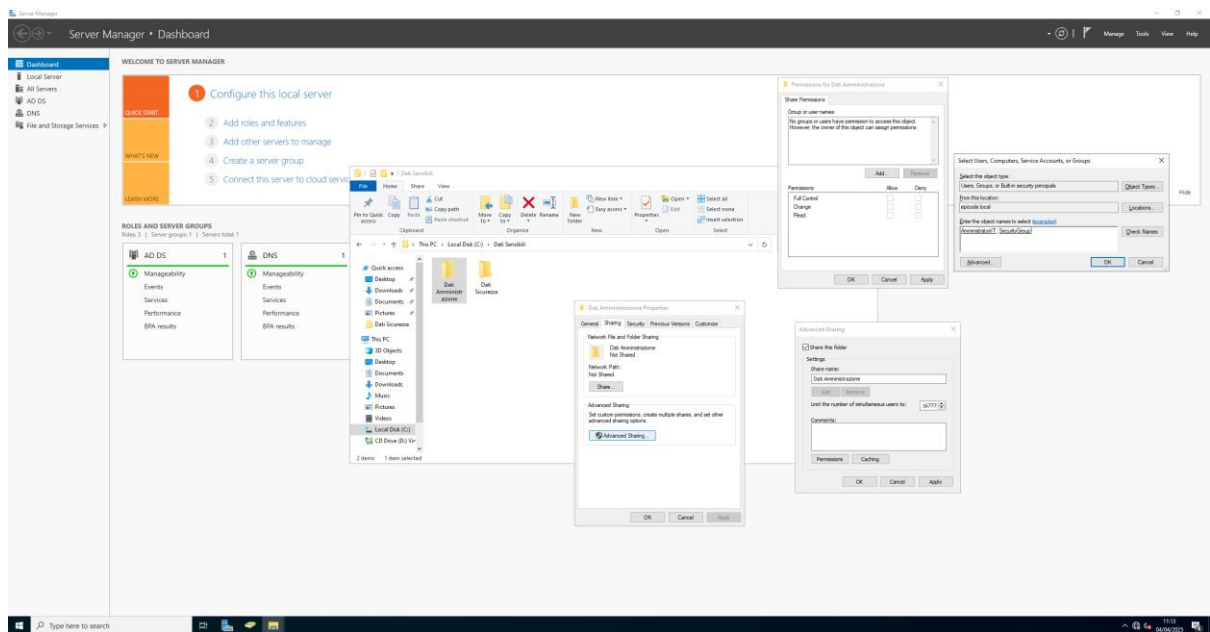 Server Manager
Server Manager • Dashboard
Manage Tools View Help
Dashboard
Local Server
All Servers
AD DS
DNS
File and Storage Services
WELCOME TO SERVER MANAGER
QUICK START
WHAT'S NEW
LEARN MORE
1 Configure this local server
2 Add roles and features
3 Add other servers to manage
4 Create a server group
5 Connect this server to cloud servic
Hide
ROLES AND SERVER GROUPS
Roles: 3 | Server groups: 1 | Servers total: 1
AD DS 1
Manageability
Events
Services
Performance
BPA results
DNS 1
Manageability
Events
Services
Performance
BPA results
Dati Sensibili
File Home Share View
Pin to Quick access
Copy
Paste
Cut
Copy path
Paste shortcut
Clipboard
Move to
Copy to
Delete
Rename
Organize
New folder
New item
Easy access
New
Properties
Open
Edit
Open
Select all
Select none
Invert selection
Select
This PC > Local Disk (C:) > Dati Sensibili
Quick access
Desktop
Downloads
Documents
Pictures
Dati Sicurezza
This PC
3D Objects
Desktop
Documents
Downloads
Music
Pictures
Videos
Local Disk (C:)
CD Drive (D:) Vir
Dati Amministrazione
Dati Sicurezza
2 items 1 item selected
Dati Amministrazione Properties
General Sharing Security Previous Versions Customize
Network File and Folder Sharing
Dati Amministrazione
Not Shared
Network Path:
Not Shared
Share...
Advanced Sharing
Set custom permissions, create multiple shares, and set other
advanced sharing options.
Advanced Sharing...
OK Cancel Apply
Permissions for Dati Amministrazione
Share Permissions
Group or user names:
No groups or users have permission to access this object.
However, the owner of this object can assign permissions.
Add... Remove
Permissions Allow Deny
Full Control
Change
Read
OK Cancel Apply
Select Users, Computers, Service Accounts, or Groups
Select this object type:
Users, Groups, or Built-in security principals
Object Types...
From this location:
epicode.local
Locations...
Enter the object names to select (examples):
AmministratoriIT; SecurityGroup
Check Names
Advanced... OK Cancel
Advanced Sharing
Share this folder
Settings
Share name:
Dati Amministrazione
Add Remove
Limit the number of simultaneous users to: 16777
Comments:
Permissions Caching
OK Cancel Apply
Type here to search
11:13
04/04/2025